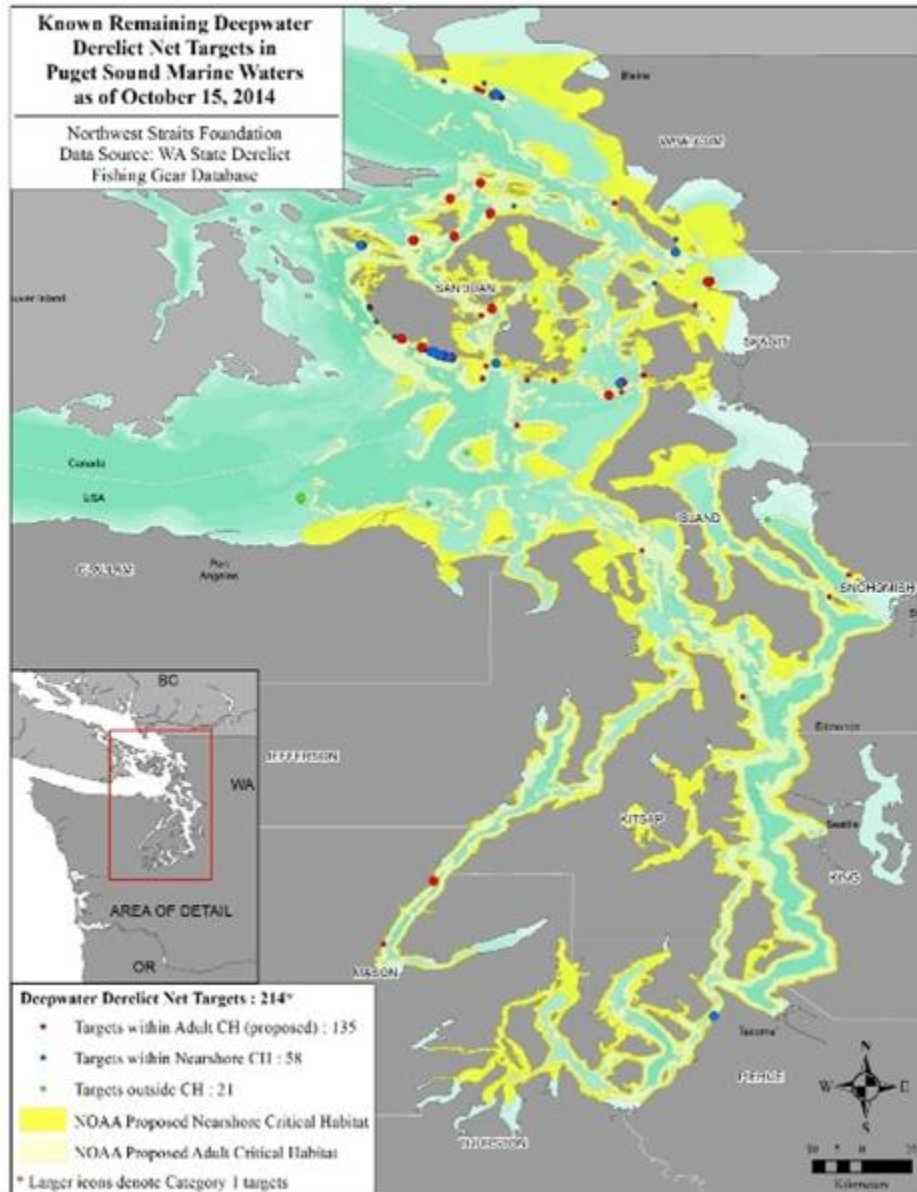 Known Remaining Deepwater
Derelict Net Targets in
Puget Sound Marine Waters
as of October 15, 2014
Northwest Straits Foundation
Data Source: WA State Derelict
Fishing Gear Database
Blaine
WHATCOM
SAN JUAN
SKAGIT
Canada
USA
ISLAND
Port
Angeles
CLALLAM
SNOHOMISH
BC
WA
JEFFERSON
Edmonds
KITSAP
Seattle
KING
AREA OF DETAIL
OR
MASON
Tacoma
PIERCE
THURSTON
Deepwater Derelict Net Targets : 214*
Targets within Adult CH (proposed) : 135
Targets within Nearshore CH : 58
Targets outside CH : 21
NOAA Proposed Nearshore Critical Habitat
NOAA Proposed Adult Critical Habitat
* Larger icons denote Category 1 targets
N
W E
S
Kilometers